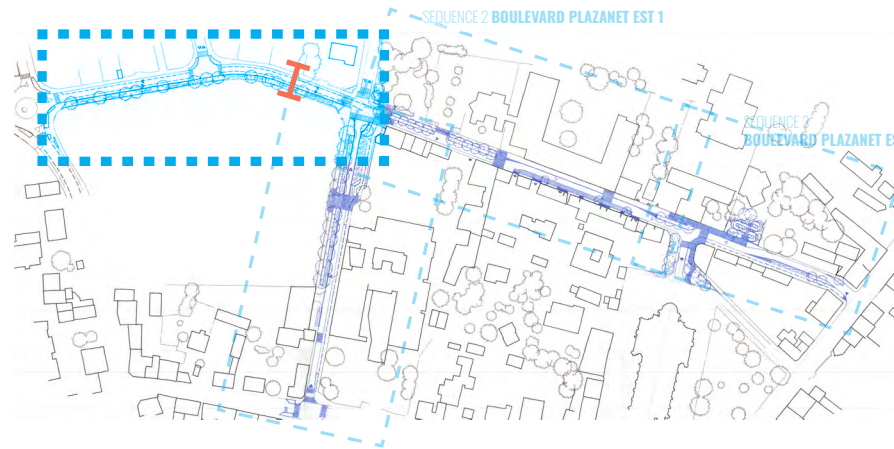 SEQUENCE 2 BOULEVARD PLAZANET EST 1
SEQUENCE 3
BOULEVARD PLAZANET ES